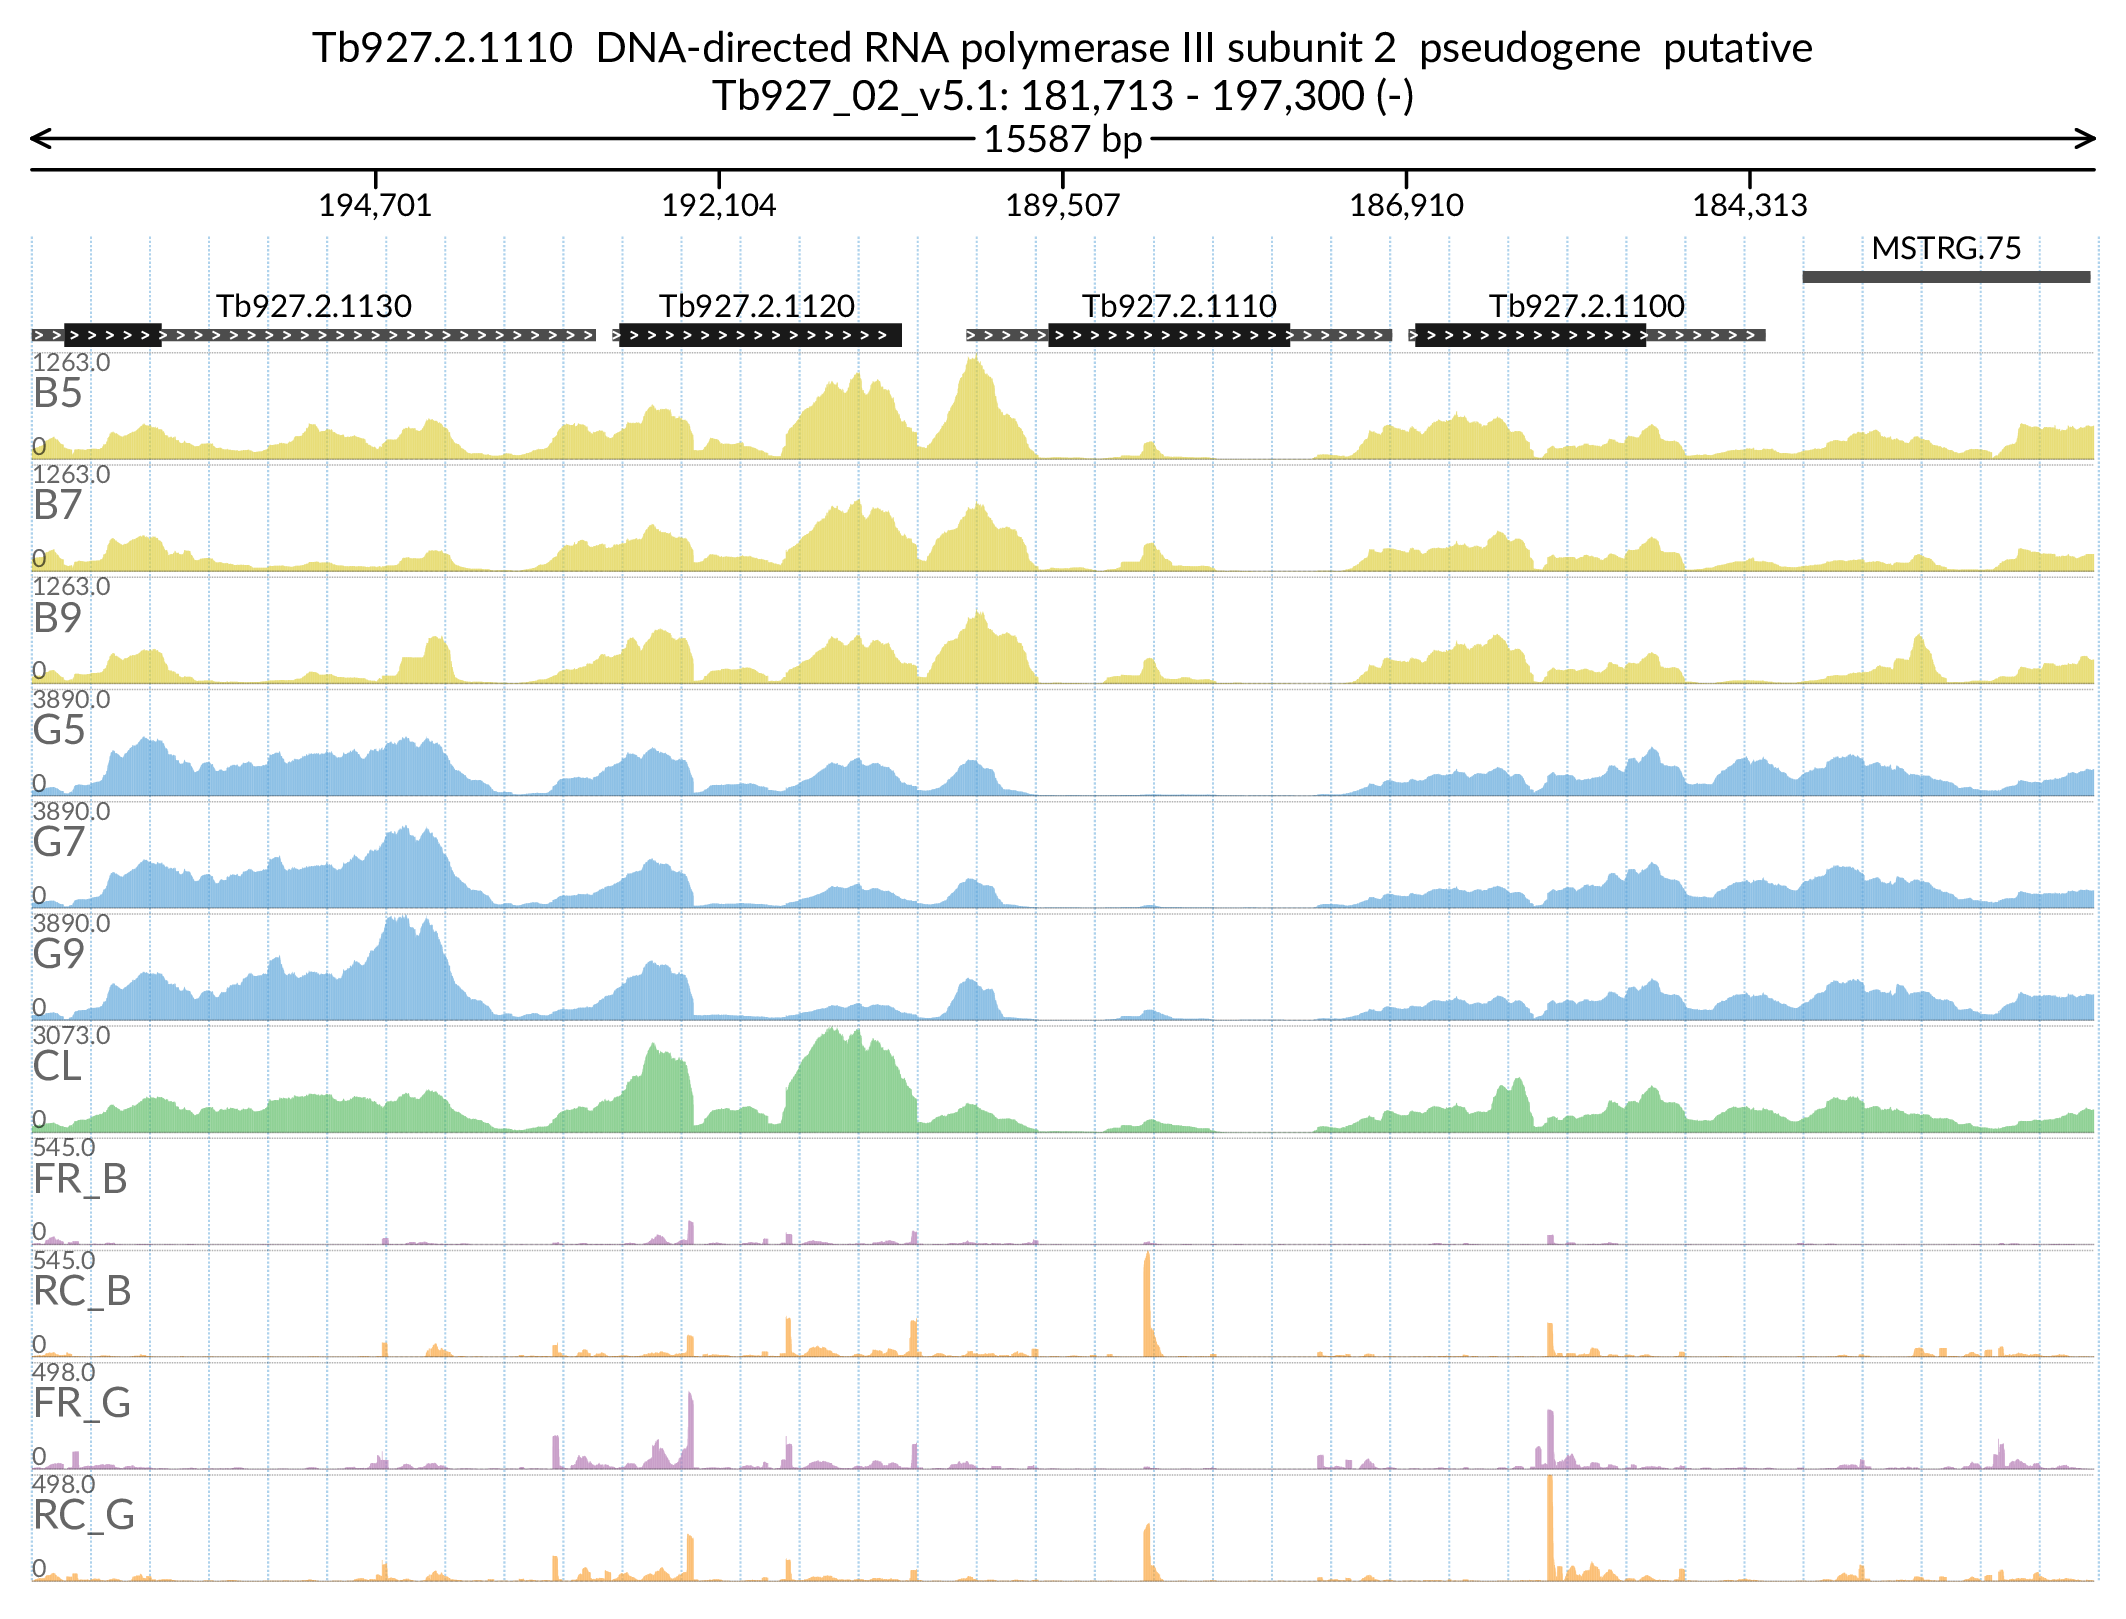 Tb927.2.1110 DNA-directed RNA polymerase III subunit 2 pseudogene putative
Tb927_02_v5.1: 181,713 - 197,300 (-)
15587 bp
194,701 192,104 189,507 186,910 184,313
MSTRG.75
Tb927.2.1130 Tb927.2.1120 Tb927.2.1110 Tb927.2.1100
1263.0
B5
0
1263.0
B7
0
1263.0
B9
0
3890.0
G5
0
3890.0
G7
0
3890.0
G9
0
3073.0
CL
0
545.0
FR_B
0
545.0
RC_B
0
498.0
FR_G
0
498.0
RC_G
0